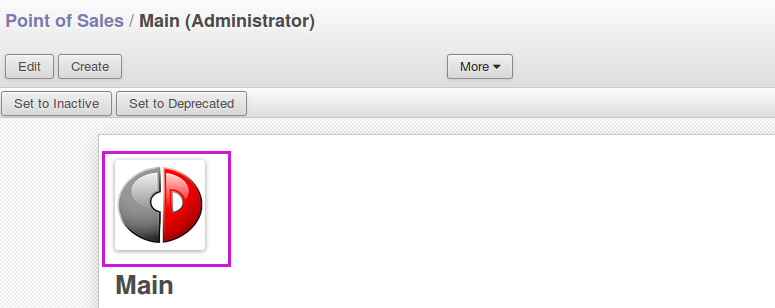 Point of Sales / Main (Administrator)
Edit Create More
Set to Inactive Set to Deprecated
Main